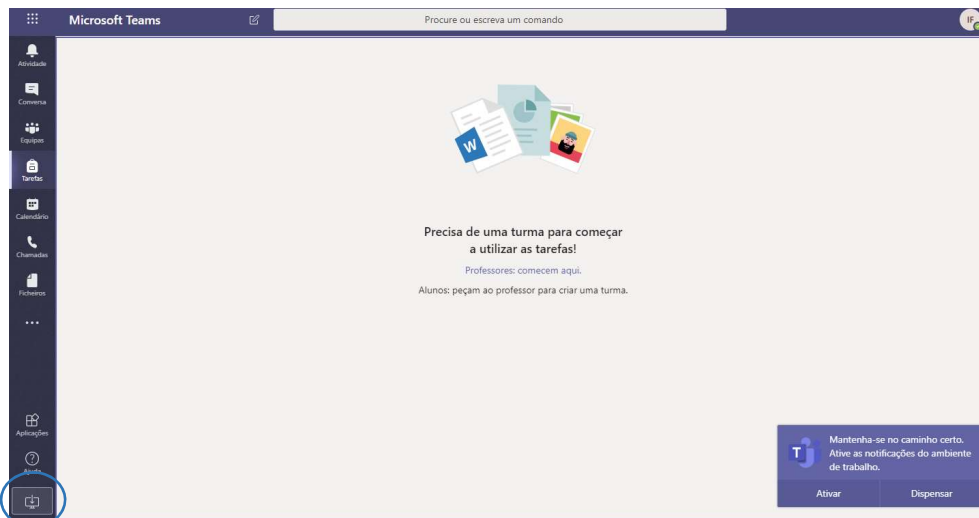 Microsoft Teams
Procure ou escreva um comando
IF
Atividade
Conversa
Equipas
Tarefas
Calendário
Chamadas
Ficheiros
Aplicações
Ajuda
W
Precisa de uma turma para começar
a utilizar as tarefas!
Professores: comecem aqui.
Alunos: peçam ao professor para criar uma turma.
T
Mantenha-se no caminho certo.
Ative as notificações do ambiente
de trabalho.
Ativar
Dispensar